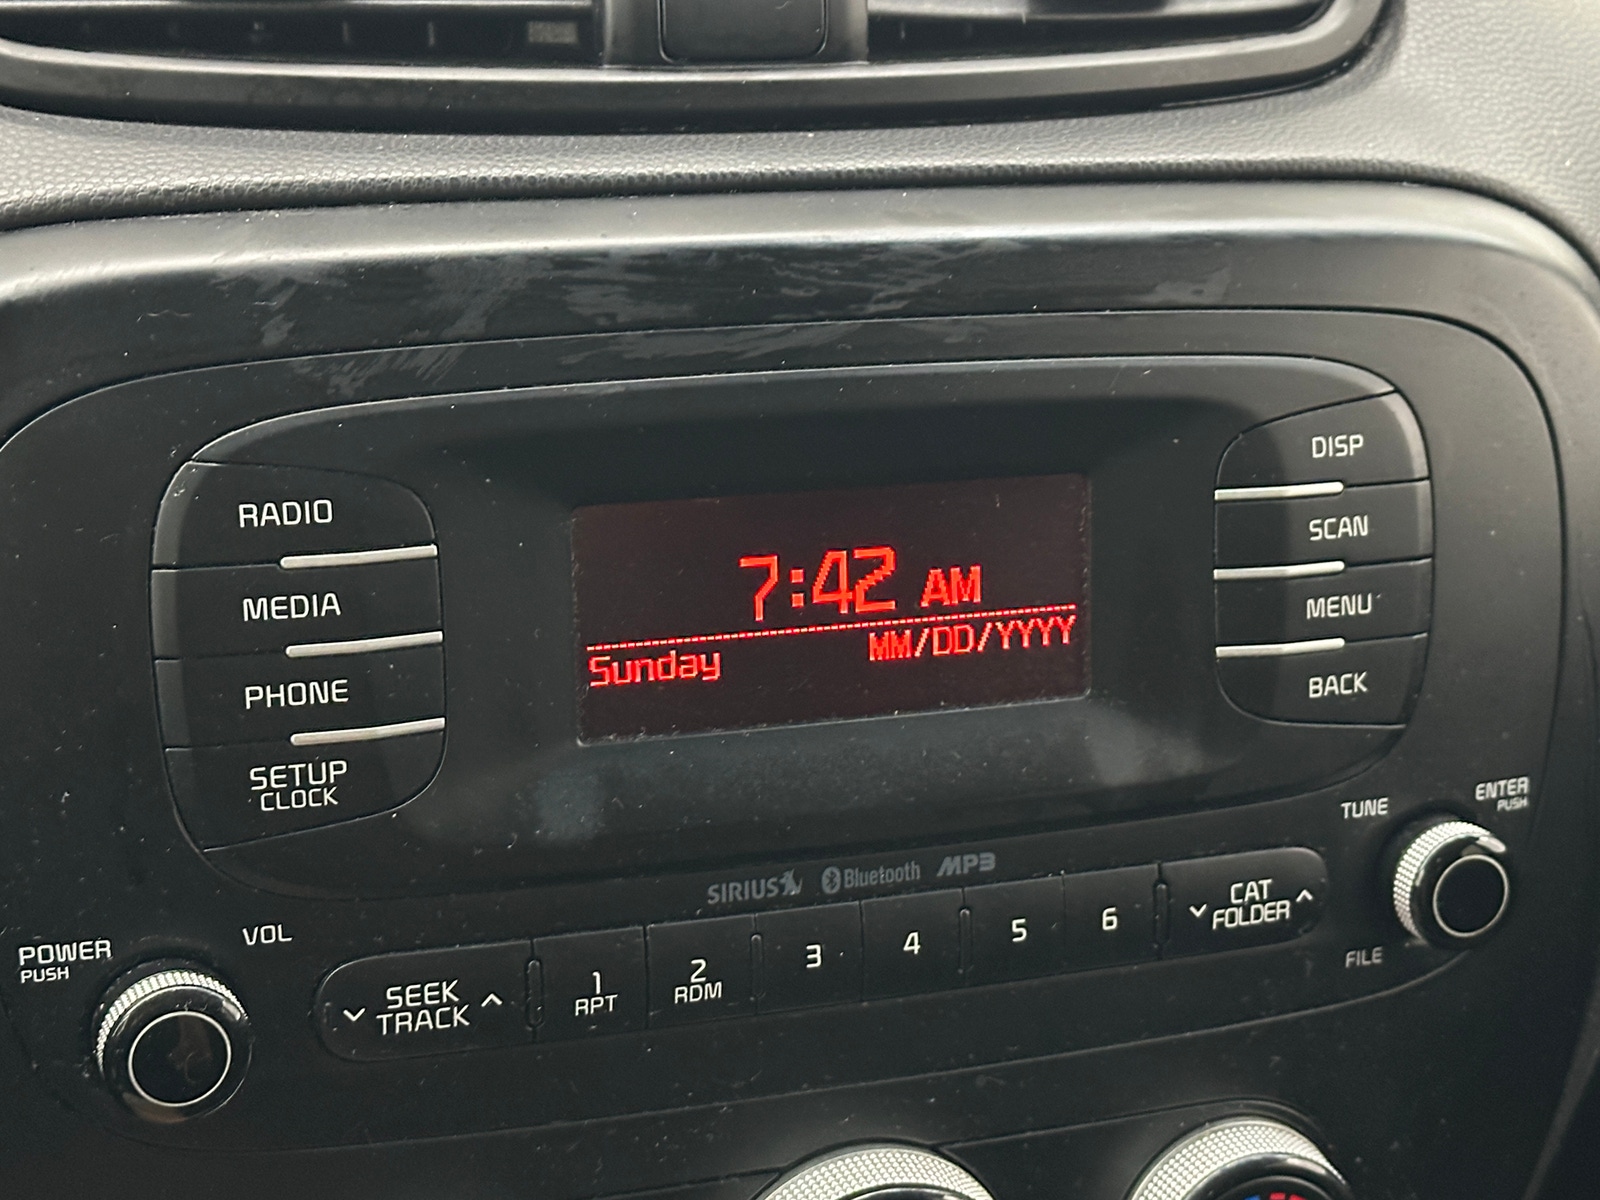 7:42 AM
Sunday MM/DD/YYYY
RADIO
MEDIA
PHONE
SETUP
CLOCK
DISP
SCAN
MENU
BACK
TUNE
ENTER
PUSH
FILE
SIRIUS Bluetooth MP3
POWER
PUSH
VOL
SEEK
TRACK
1
RPT
2
RDM
3
4
5
6
CAT
FOLDER